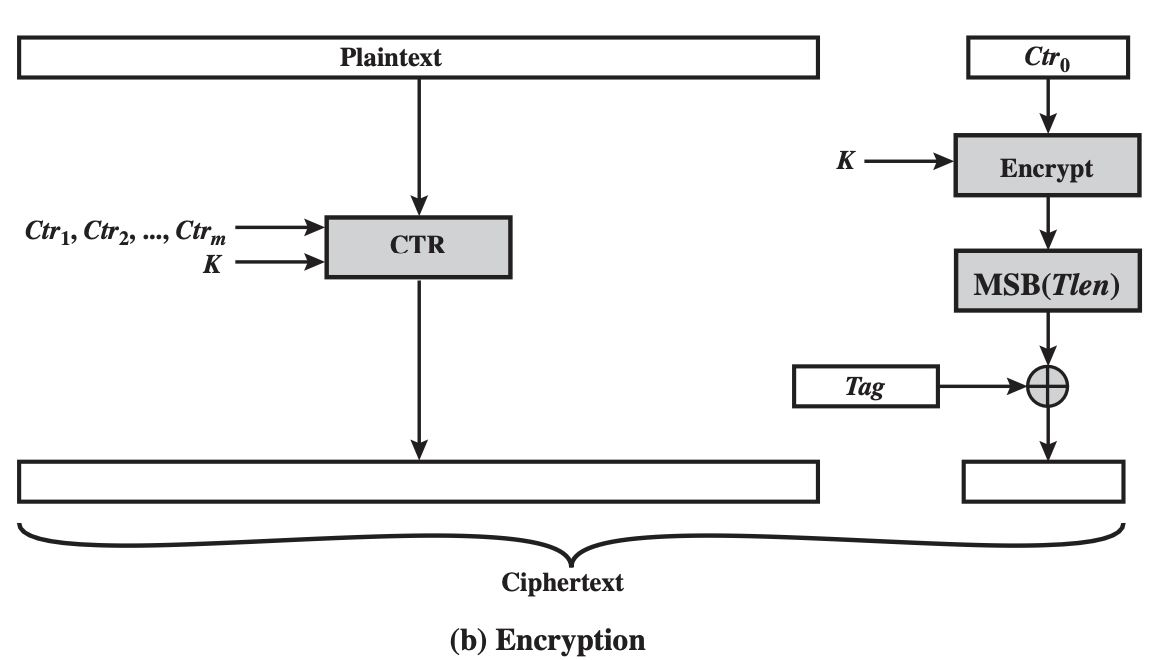 Plaintext
Ctr₀
K
Encrypt
Ctr₁, Ctr₂, ..., Ctrₘ
K
CTR
MSB(Tlen)
Tag
Ciphertext
(b) Encryption